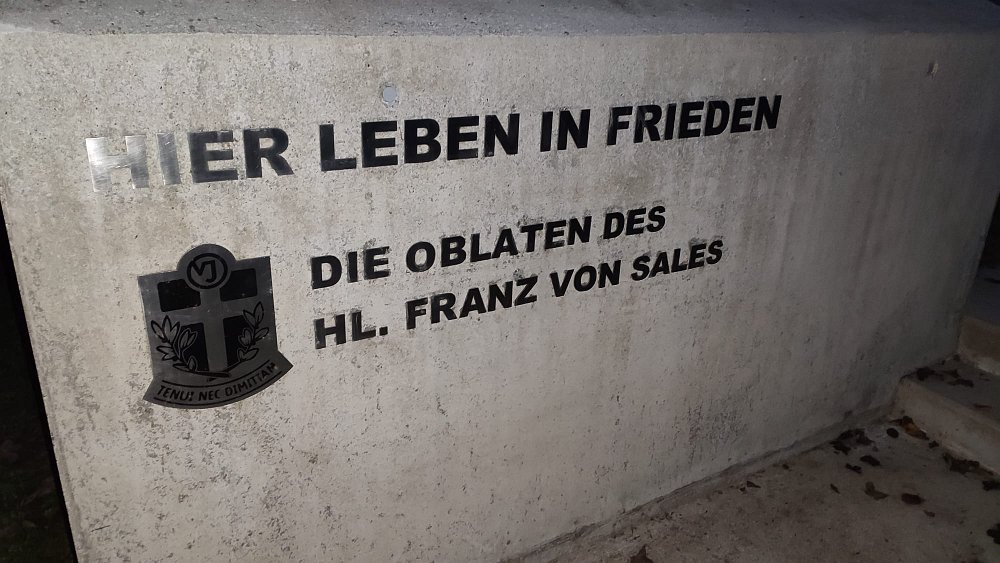 HIER LEBEN IN FRIEDEN
DIE OBLATEN DES
HL. FRANZ VON SALES
VJ
TENUI NEC DIMITTAM